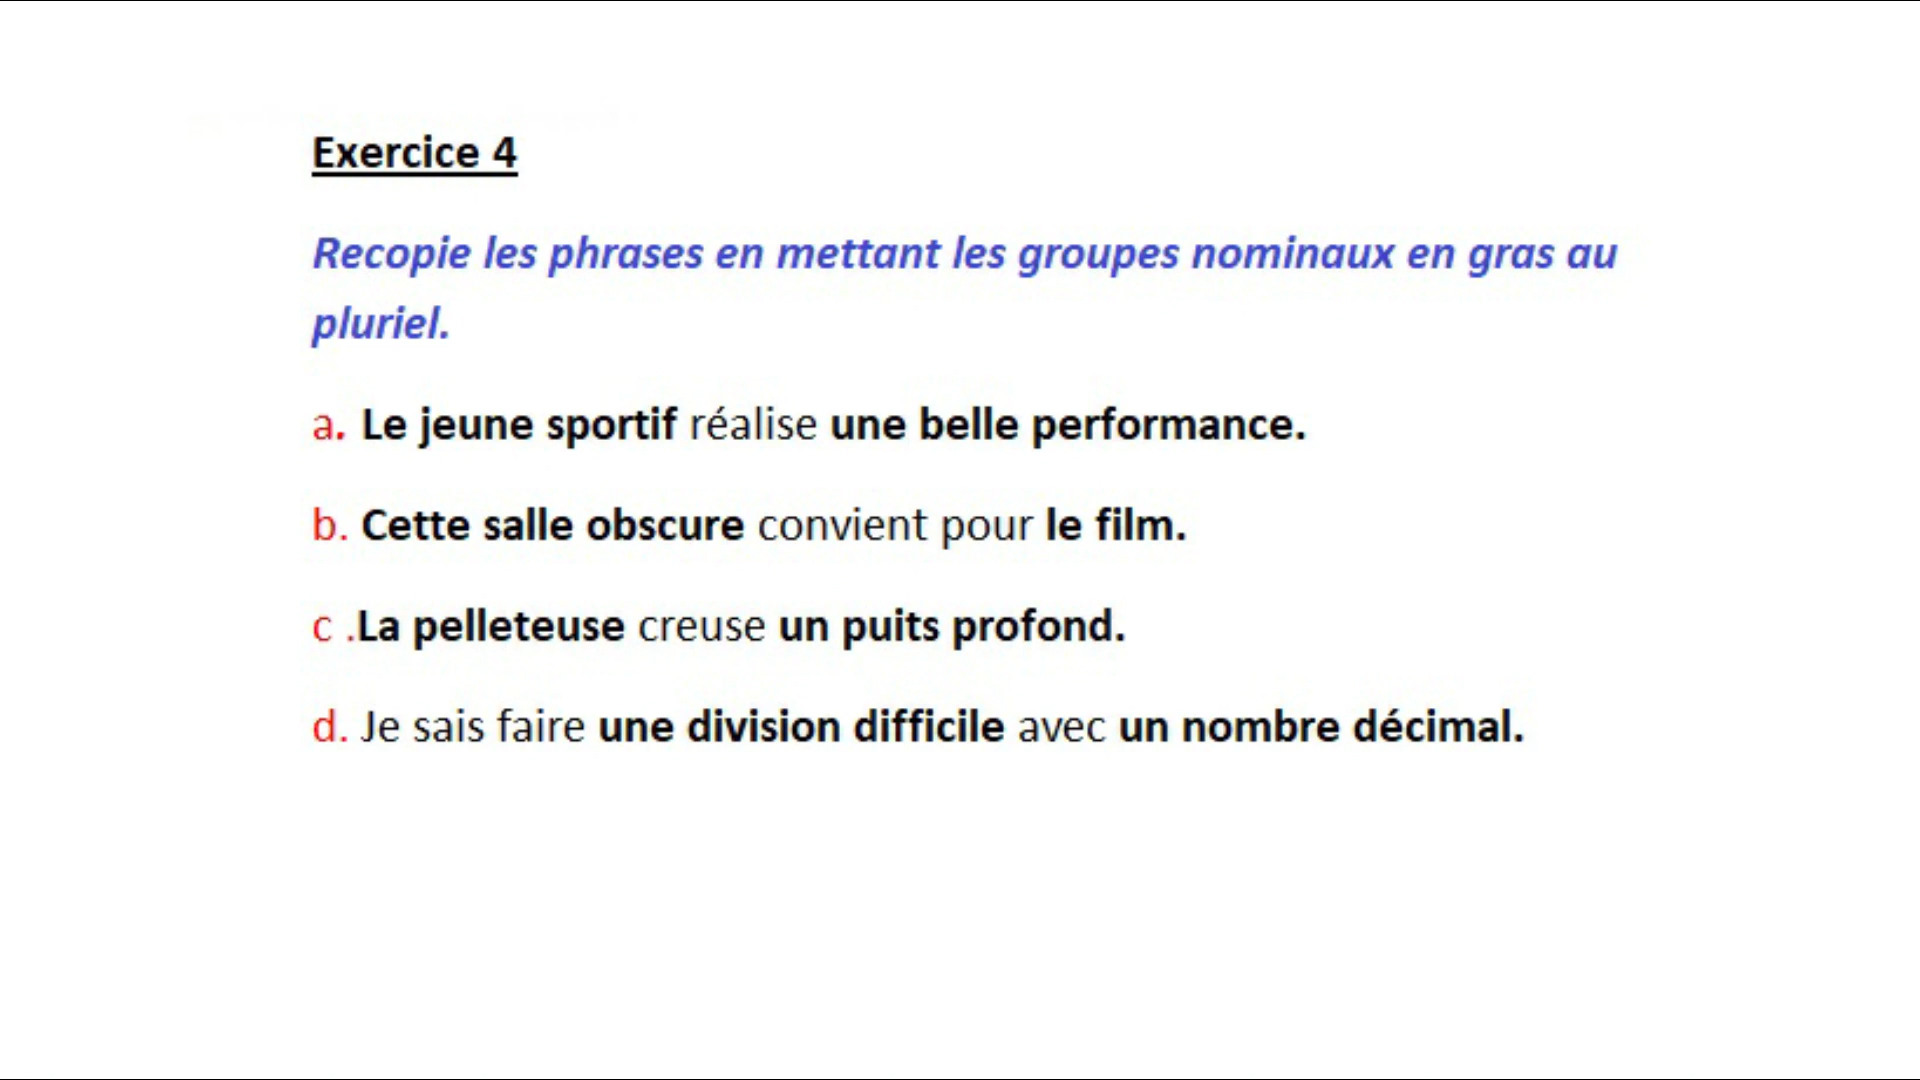 Exercice 4
Recopie les phrases en mettant les groupes nominaux en gras au
pluriel.
a. Le jeune sportif réalise une belle performance.
b. Cette salle obscure convient pour le film.
c .La pelleteuse creuse un puits profond.
d. Je sais faire une division difficile avec un nombre décimal.